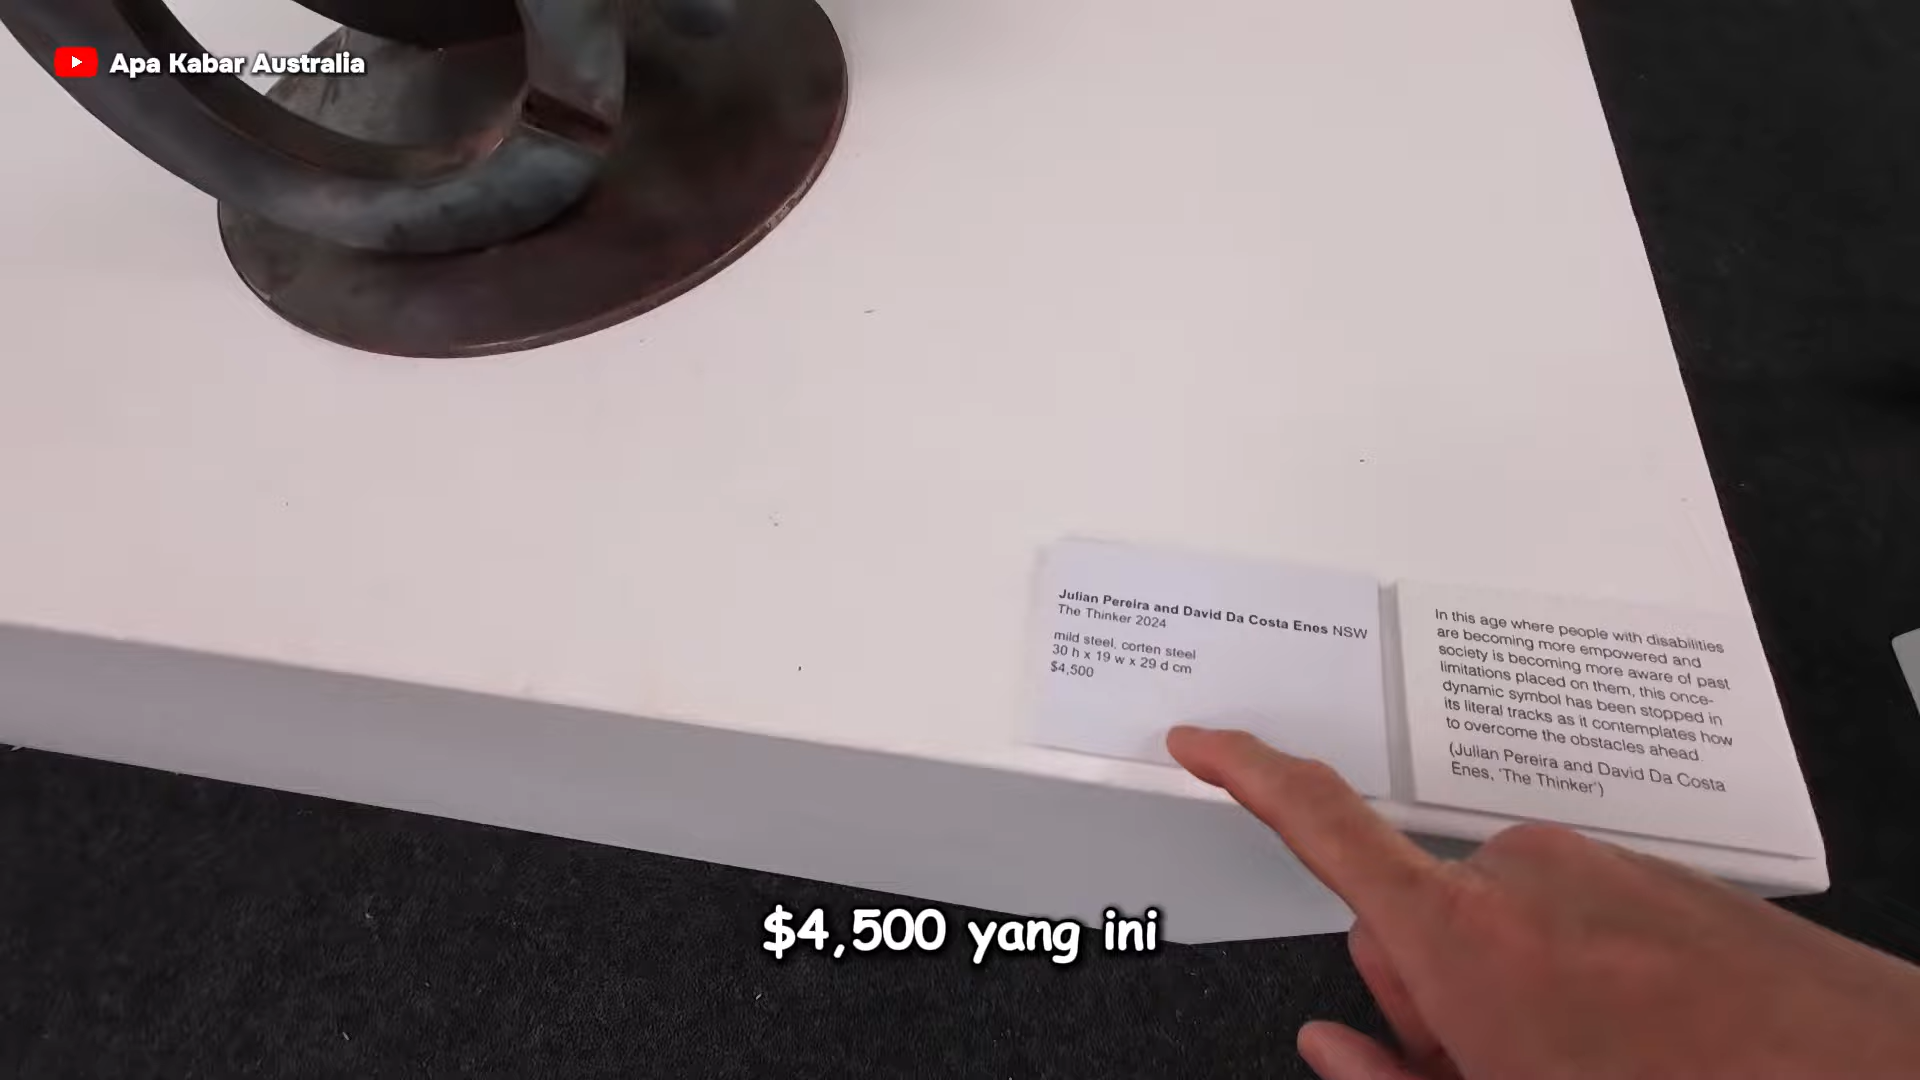 Apa Kabar Australia
Julian Pereira and David Da Costa Enes NSW
The Thinker 2024
mild steel, corten steel
30 h x 19 w x 29 d cm
$4,500
In this age where people with disabilities
are becoming more empowered and
society is becoming more aware of past
limitations placed on them, this once-
dynamic symbol has been stopped in
its literal tracks as it contemplates how
to overcome the obstacles ahead.
(Julian Pereira and David Da Costa
Enes, 'The Thinker')
$4,500 yang ini